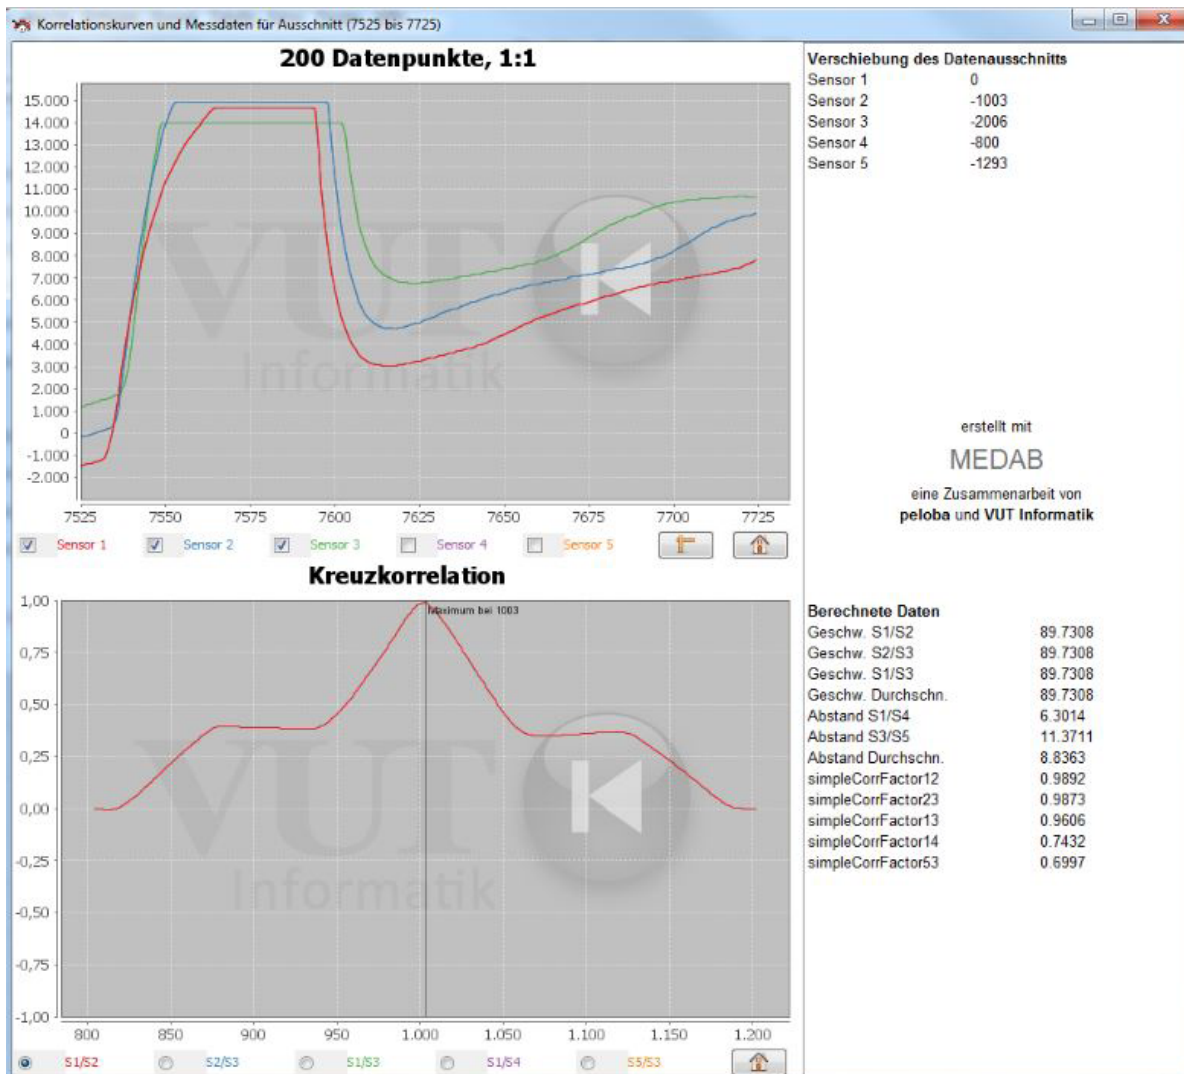 Korrelationskurven und Messdaten für Ausschnitt (7525 bis 7725)
200 Datenpunkte, 1:1
15.000
14.000
13.000
12.000
11.000
10.000
9.000
8.000
7.000
6.000
5.000
4.000
3.000
2.000
1.000
0
-1.000
-2.000
VUT
Informatik
7525 7550 7575 7600 7625 7650 7675 7700 7725
Sensor 1 Sensor 2 Sensor 3 Sensor 4 Sensor 5
Kreuzkorrelation
Maximum bei 1003
1,00
0,75
0,50
0,25
0,00
-0,25
-0,50
-0,75
-1,00
VUT
Informatik
800 850 900 950 1.000 1.050 1.100 1.150 1.200
S1/S2 S2/S3 S1/S3 S1/S4 S5/S3
Verschiebung des Datenausschnitts
Sensor 1 0
Sensor 2 -1003
Sensor 3 -2006
Sensor 4 -800
Sensor 5 -1293
erstellt mit
MEDAB
eine Zusammenarbeit von
peloba und VUT Informatik
Berechnete Daten
Geschw. S1/S2 89.7308
Geschw. S2/S3 89.7308
Geschw. S1/S3 89.7308
Geschw. Durchschn. 89.7308
Abstand S1/S4 6.3014
Abstand S3/S5 11.3711
Abstand Durchschn. 8.8363
simpleCorrFactor12 0.9892
simpleCorrFactor23 0.9873
simpleCorrFactor13 0.9606
simpleCorrFactor14 0.7432
simpleCorrFactor53 0.6997